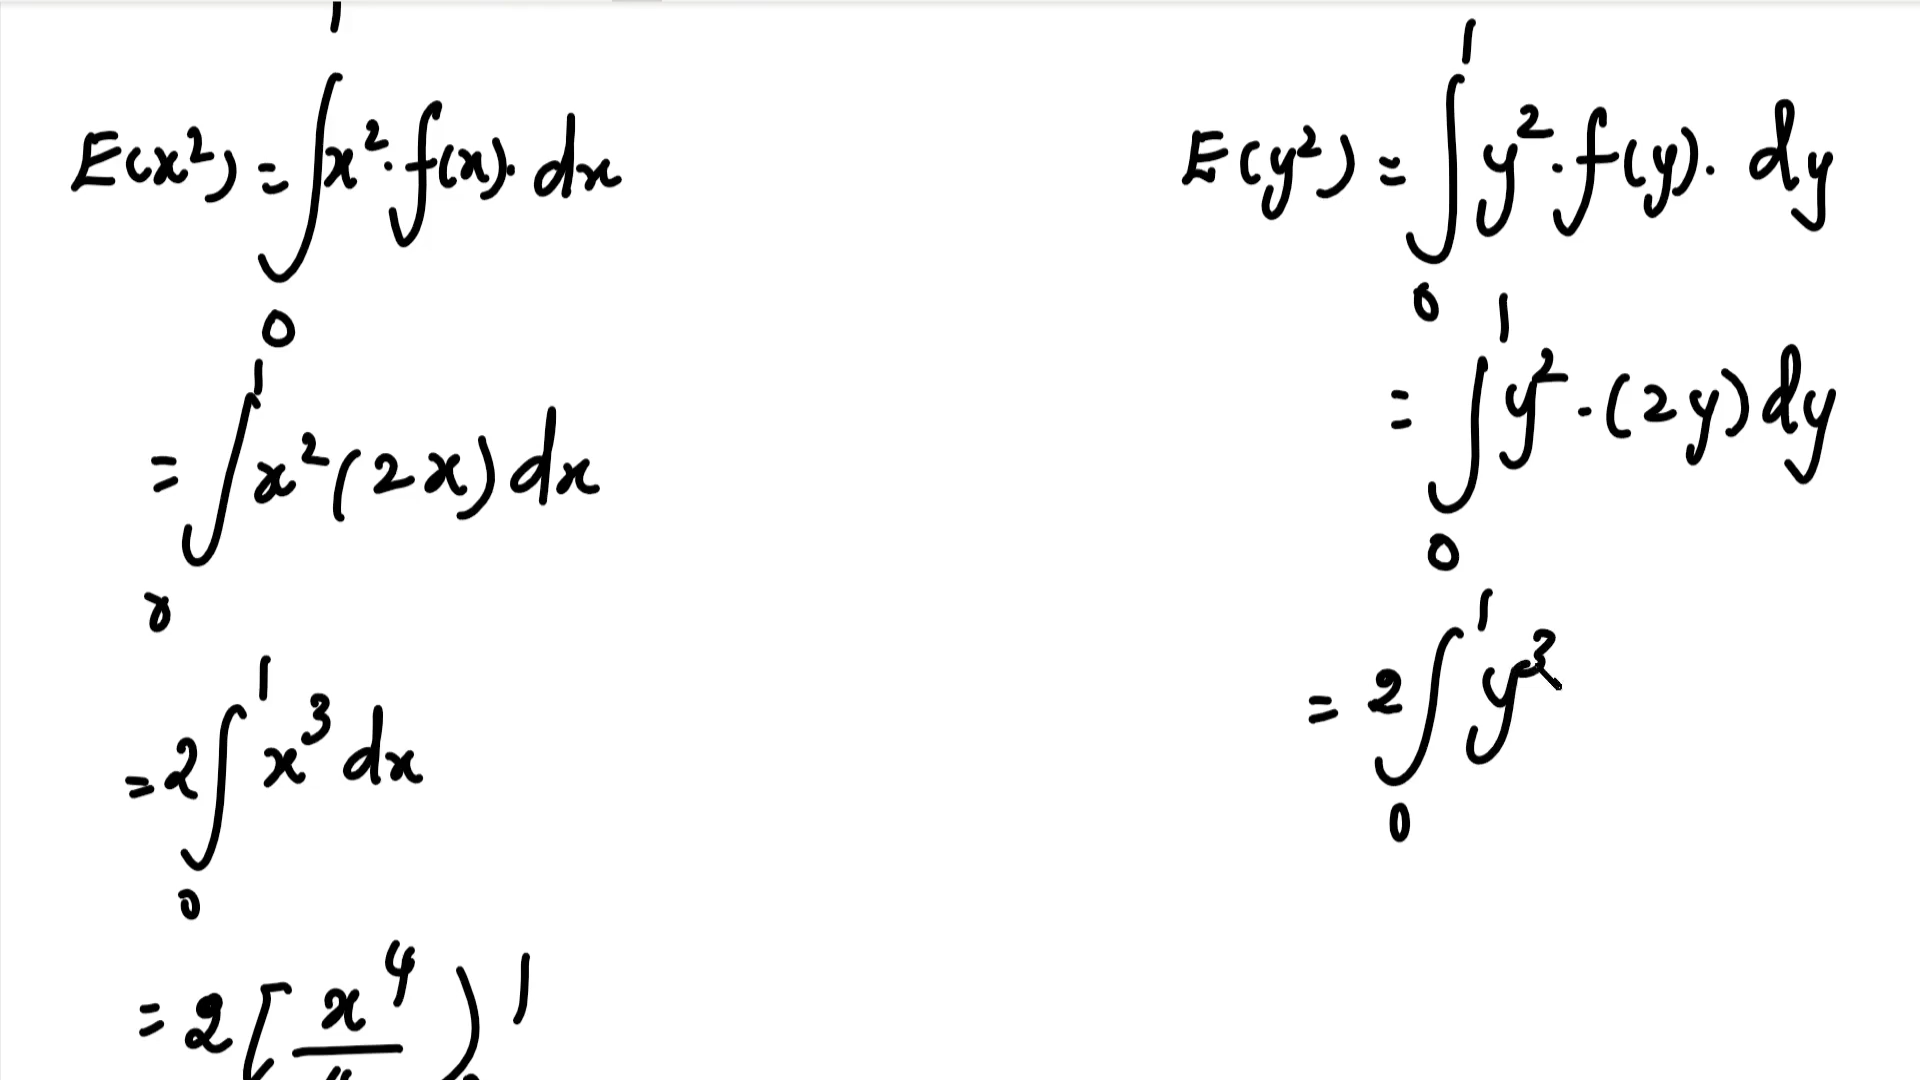 E(x²) = ∫₀¹ x² · f(x) · dx
= ∫₀¹ x² (2x) dx
= 2 ∫₀¹ x³ dx
= 2 [x⁴/4]₀¹
E(y²) = ∫₀¹ y² · f(y) · dy
= ∫₀¹ y² · (2y) dy
= 2 ∫₀¹ y³